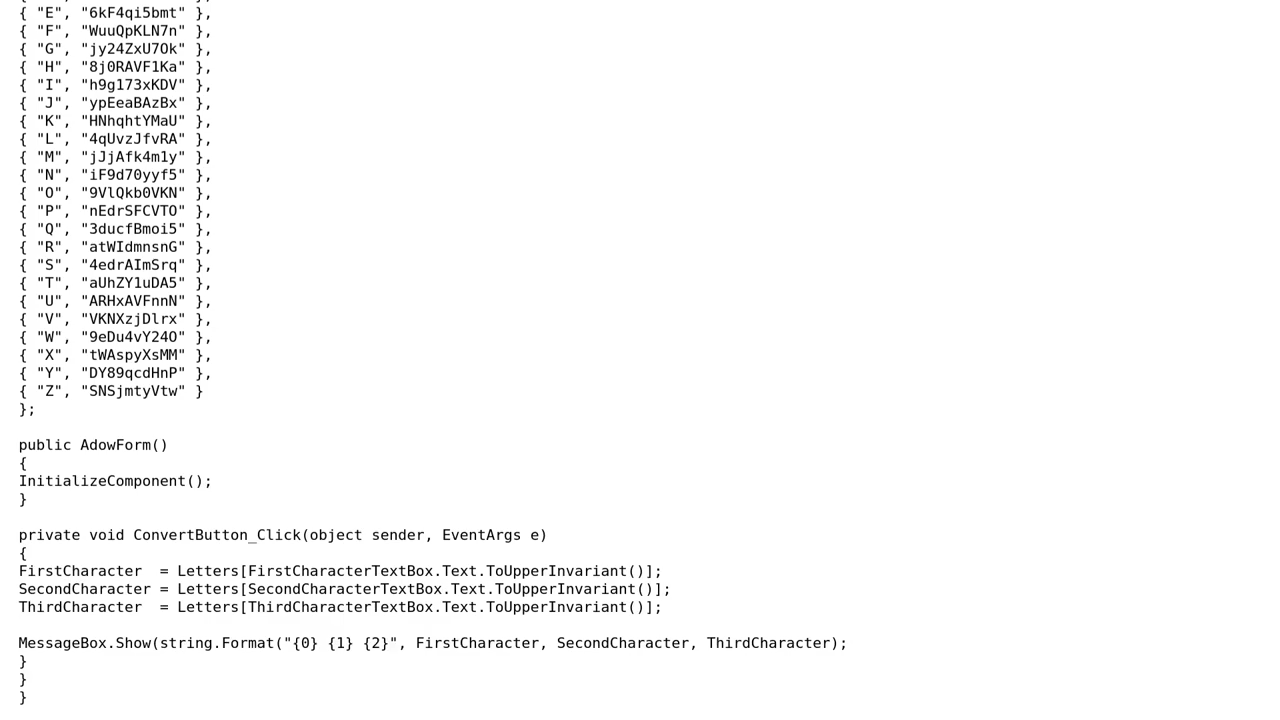 { "E", "6kF4qi5bmt" },
{ "F", "WuuQpKLN7n" },
{ "G", "jy24ZxU7Ok" },
{ "H", "8j0RAVF1Ka" },
{ "I", "h9g173xKDV" },
{ "J", "ypEeaBAzBx" },
{ "K", "HNhqhtYMaU" },
{ "L", "4qUvzJfvRA" },
{ "M", "jJjAfk4m1y" },
{ "N", "iF9d70yyf5" },
{ "O", "9VlQkb0VKN" },
{ "P", "nEdrSFCVTO" },
{ "Q", "3ducfBmoi5" },
{ "R", "atWIdmnsnG" },
{ "S", "4edrAImSrq" },
{ "T", "aUhZY1uDA5" },
{ "U", "ARHxAVFnnN" },
{ "V", "VKNXzjDlrx" },
{ "W", "9eDu4vY24O" },
{ "X", "tWAspyXsMM" },
{ "Y", "DY89qcdHnP" },
{ "Z", "SNSjmtyVtw" }
};
public AdowForm()
{
InitializeComponent();
}
private void ConvertButton_Click(object sender, EventArgs e)
{
FirstCharacter  = Letters[FirstCharacterTextBox.Text.ToUpperInvariant()];
SecondCharacter = Letters[SecondCharacterTextBox.Text.ToUpperInvariant()];
ThirdCharacter  = Letters[ThirdCharacterTextBox.Text.ToUpperInvariant()];
MessageBox.Show(string.Format("{0} {1} {2}", FirstCharacter, SecondCharacter, ThirdCharacter);
}
}
}